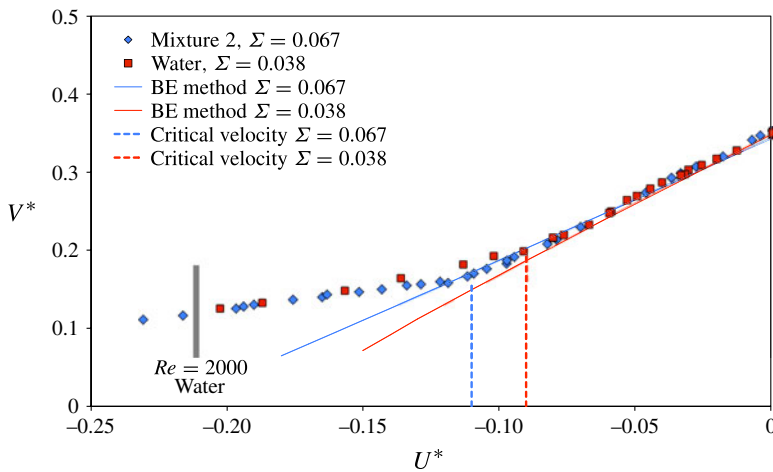 0.5
Mixture 2, Σ = 0.067
Water, Σ = 0.038
BE method Σ = 0.067
BE method Σ = 0.038
Critical velocity Σ = 0.067
Critical velocity Σ = 0.038
0.4
0.3
V*
0.2
0.1
Re = 2000
Water
0
–0.25
–0.20
–0.15
–0.10
–0.05
0
U*